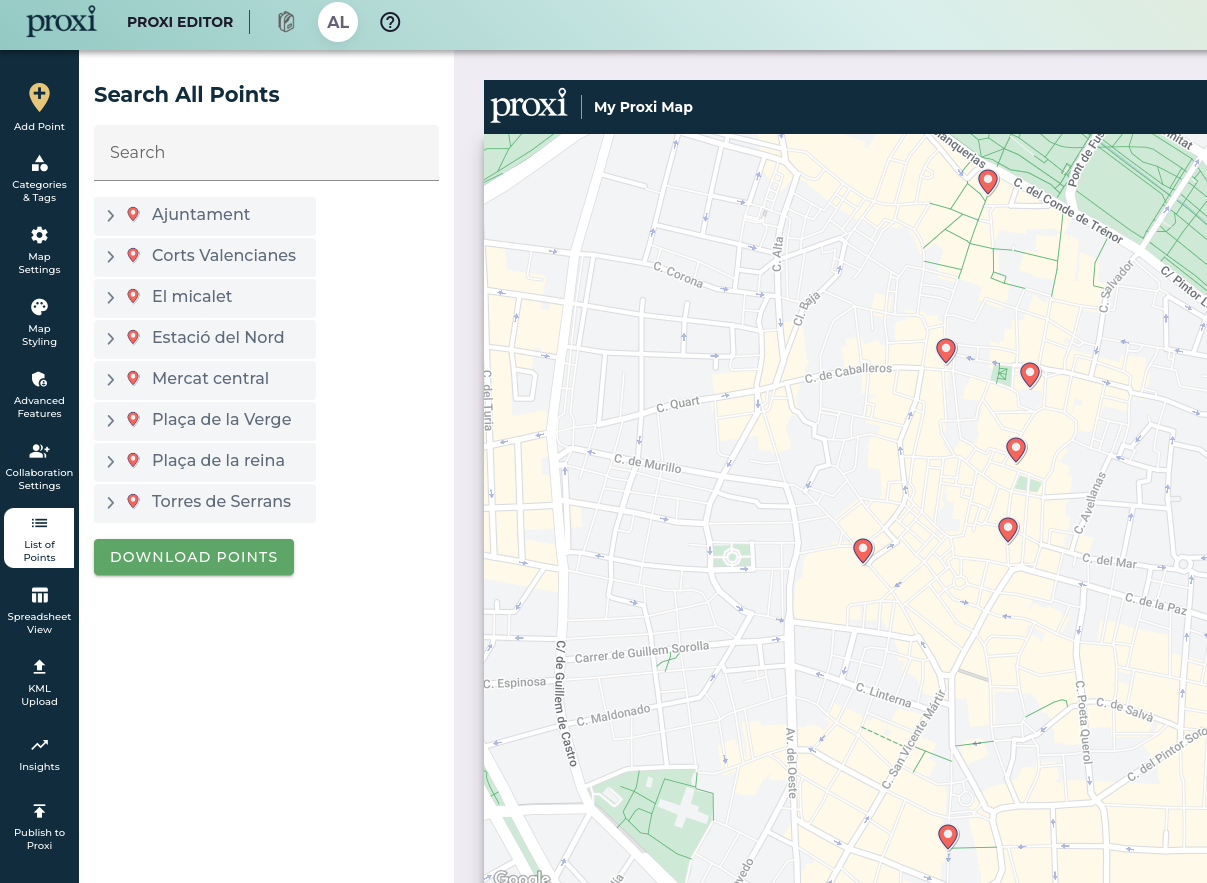 proxi
PROXI EDITOR
AL
Add Point
Categories
& Tags
Map
Settings
Map
Styling
Advanced
Features
Collaboration
Settings
List of
Points
Spreadsheet
View
KML
Upload
Insights
Publish to
Proxi
Search All Points
Search
Ajuntament
Corts Valencianes
El micalet
Estació del Nord
Mercat central
Plaça de la Verge
Plaça de la reina
Torres de Serrans
DOWNLOAD POINTS
proxi
My Proxi Map
C. del Conde de Trénor
Pont de
C. Alta
C. Corona
Cl. Baja
C. Salvador
C/ Pintor
C. de Caballeros
C. Quart
C. del Turia
C. de Murillo
C. Avellanas
C. del Mar
C. de la Paz
Carrer de Guillem Sorolla
C. Espinosa
C/ de Guillem de Castro
C. Maldonado
C. Linterna
C. San Vicente Mártir
C. Poeta Querol
C. de Salvà
C. del Pintor
Av. del Oeste
Google